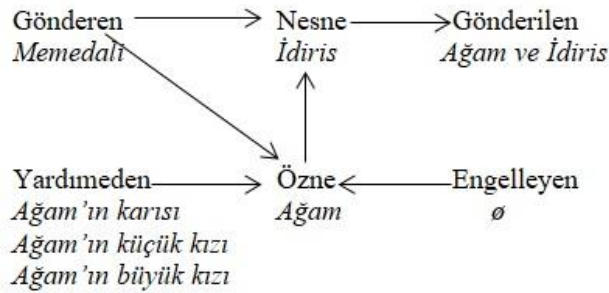 Gönderen Nesne Gönderilen
Memedali İdiris Ağam ve İdiris
Yardımeden Özne Engelleyen
Ağam’ın karısı Ağam ø
Ağam’ın küçük kızı
Ağam’ın büyük kızı